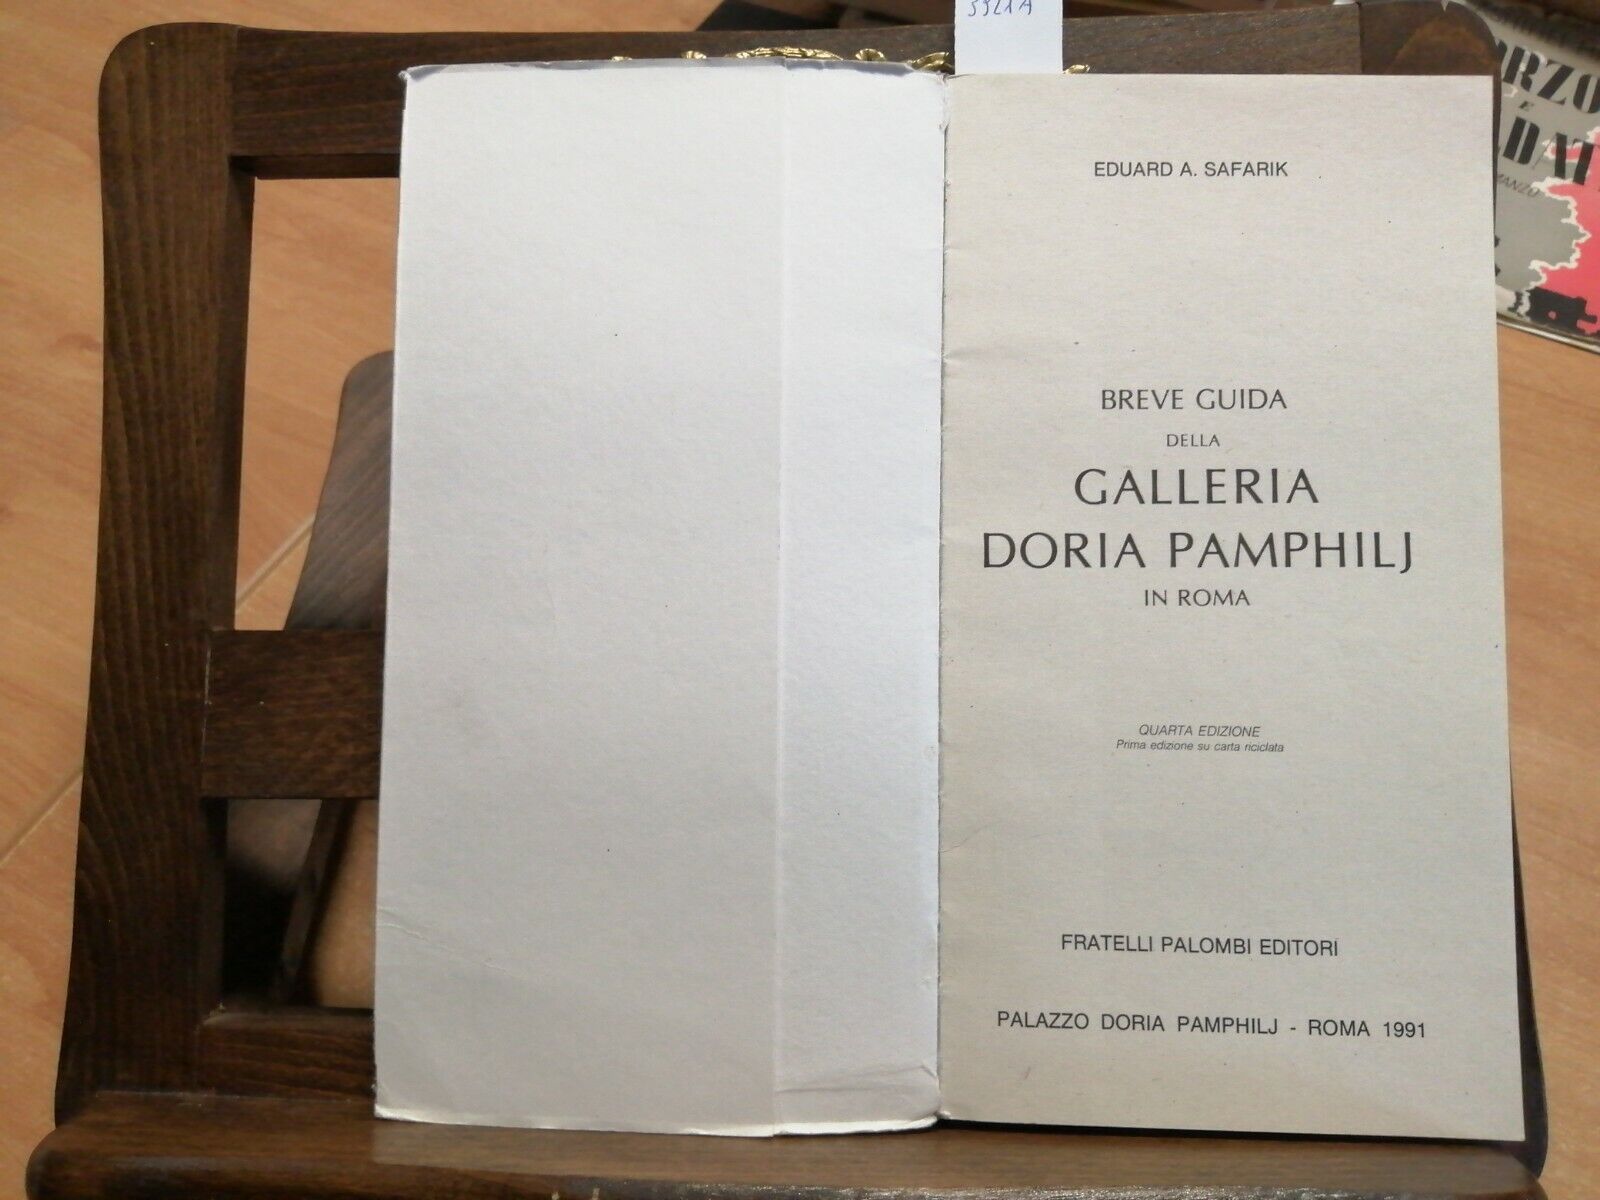 5921A
EDUARD A. SAFARIK
BREVE GUIDA
DELLA
GALLERIA
DORIA PAMPHILJ
IN ROMA
QUARTA EDIZIONE
Prima edizione su carta riciclata
FRATELLI PALOMBI EDITORI
PALAZZO DORIA PAMPHILJ - ROMA 1991